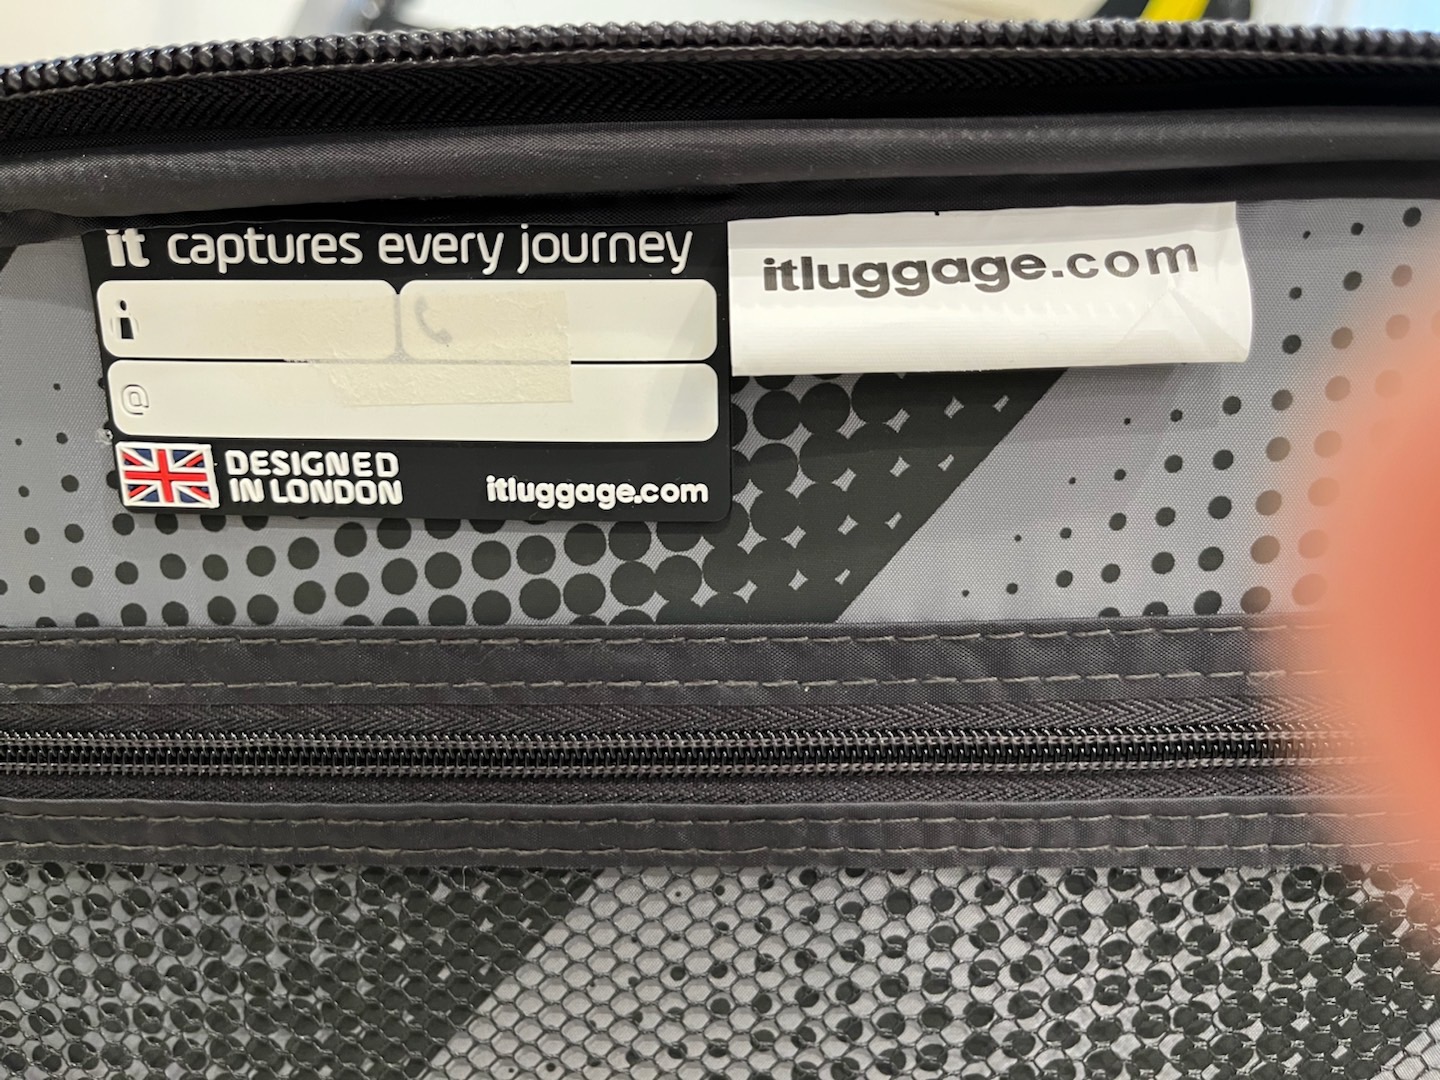 it captures every journey
@
DESIGNED
IN LONDON
itluggage.com
itluggage.com